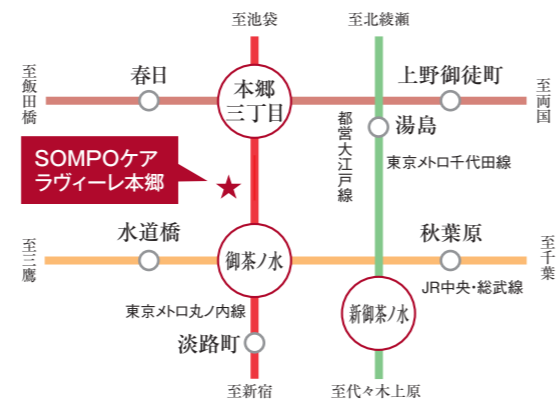 至池袋
至北綾瀬
至飯田橋
春日
本郷
三丁目
上野御徒町
至両国
湯島
都営大江戸線
東京メトロ千代田線
SOMPOケア
ラヴィーレ本郷
水道橋
御茶ノ水
秋葉原
至三鷹
至千葉
JR中央・総武線
東京メトロ丸ノ内線
新御茶ノ水
淡路町
至新宿
至代々木上原